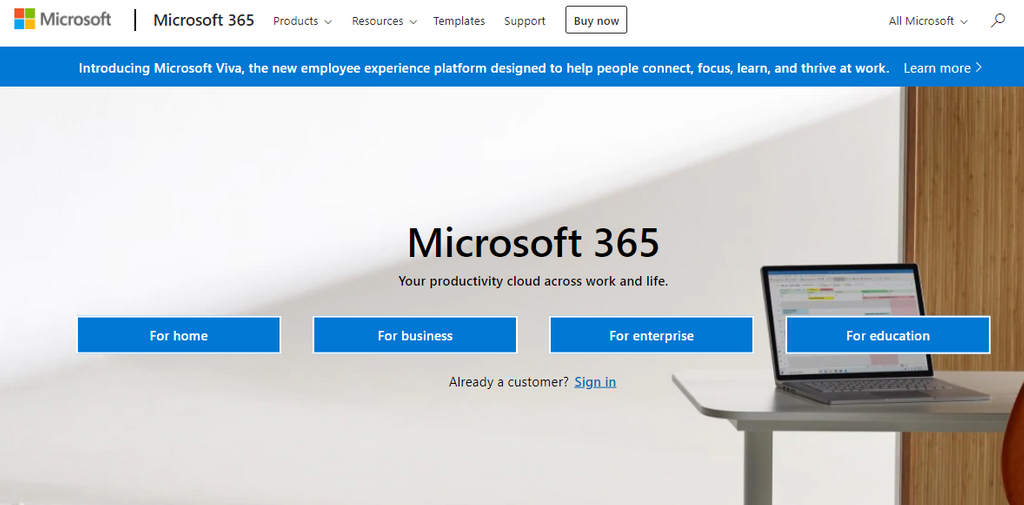 Microsoft
Microsoft 365 Products Resources Templates Support Buy now All Microsoft
Introducing Microsoft Viva, the new employee experience platform designed to help people connect, focus, learn, and thrive at work. Learn more
Microsoft 365
Your productivity cloud across work and life.
For home For business For enterprise For education
Already a customer? Sign in